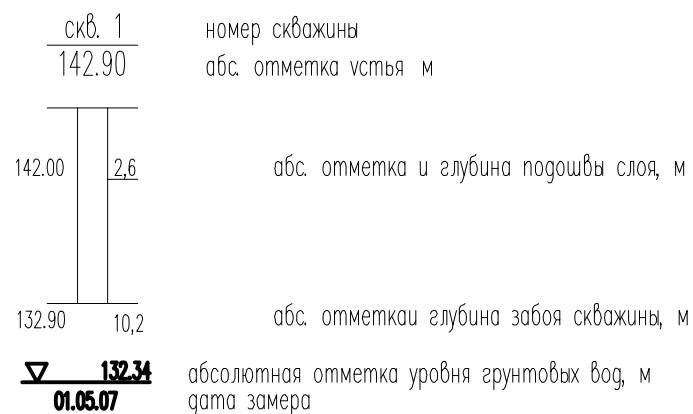 скв. 1 номер скважины
142.90 абс. отметка устья м
142.00 2,6 абс. отметка и глубина подошвы слоя, м
132.90 10,2 абс. отметкаи глубина забоя скважины, м
132.34 абсолютная отметка уровня грунтовых вод, м
01.05.07 дата замера